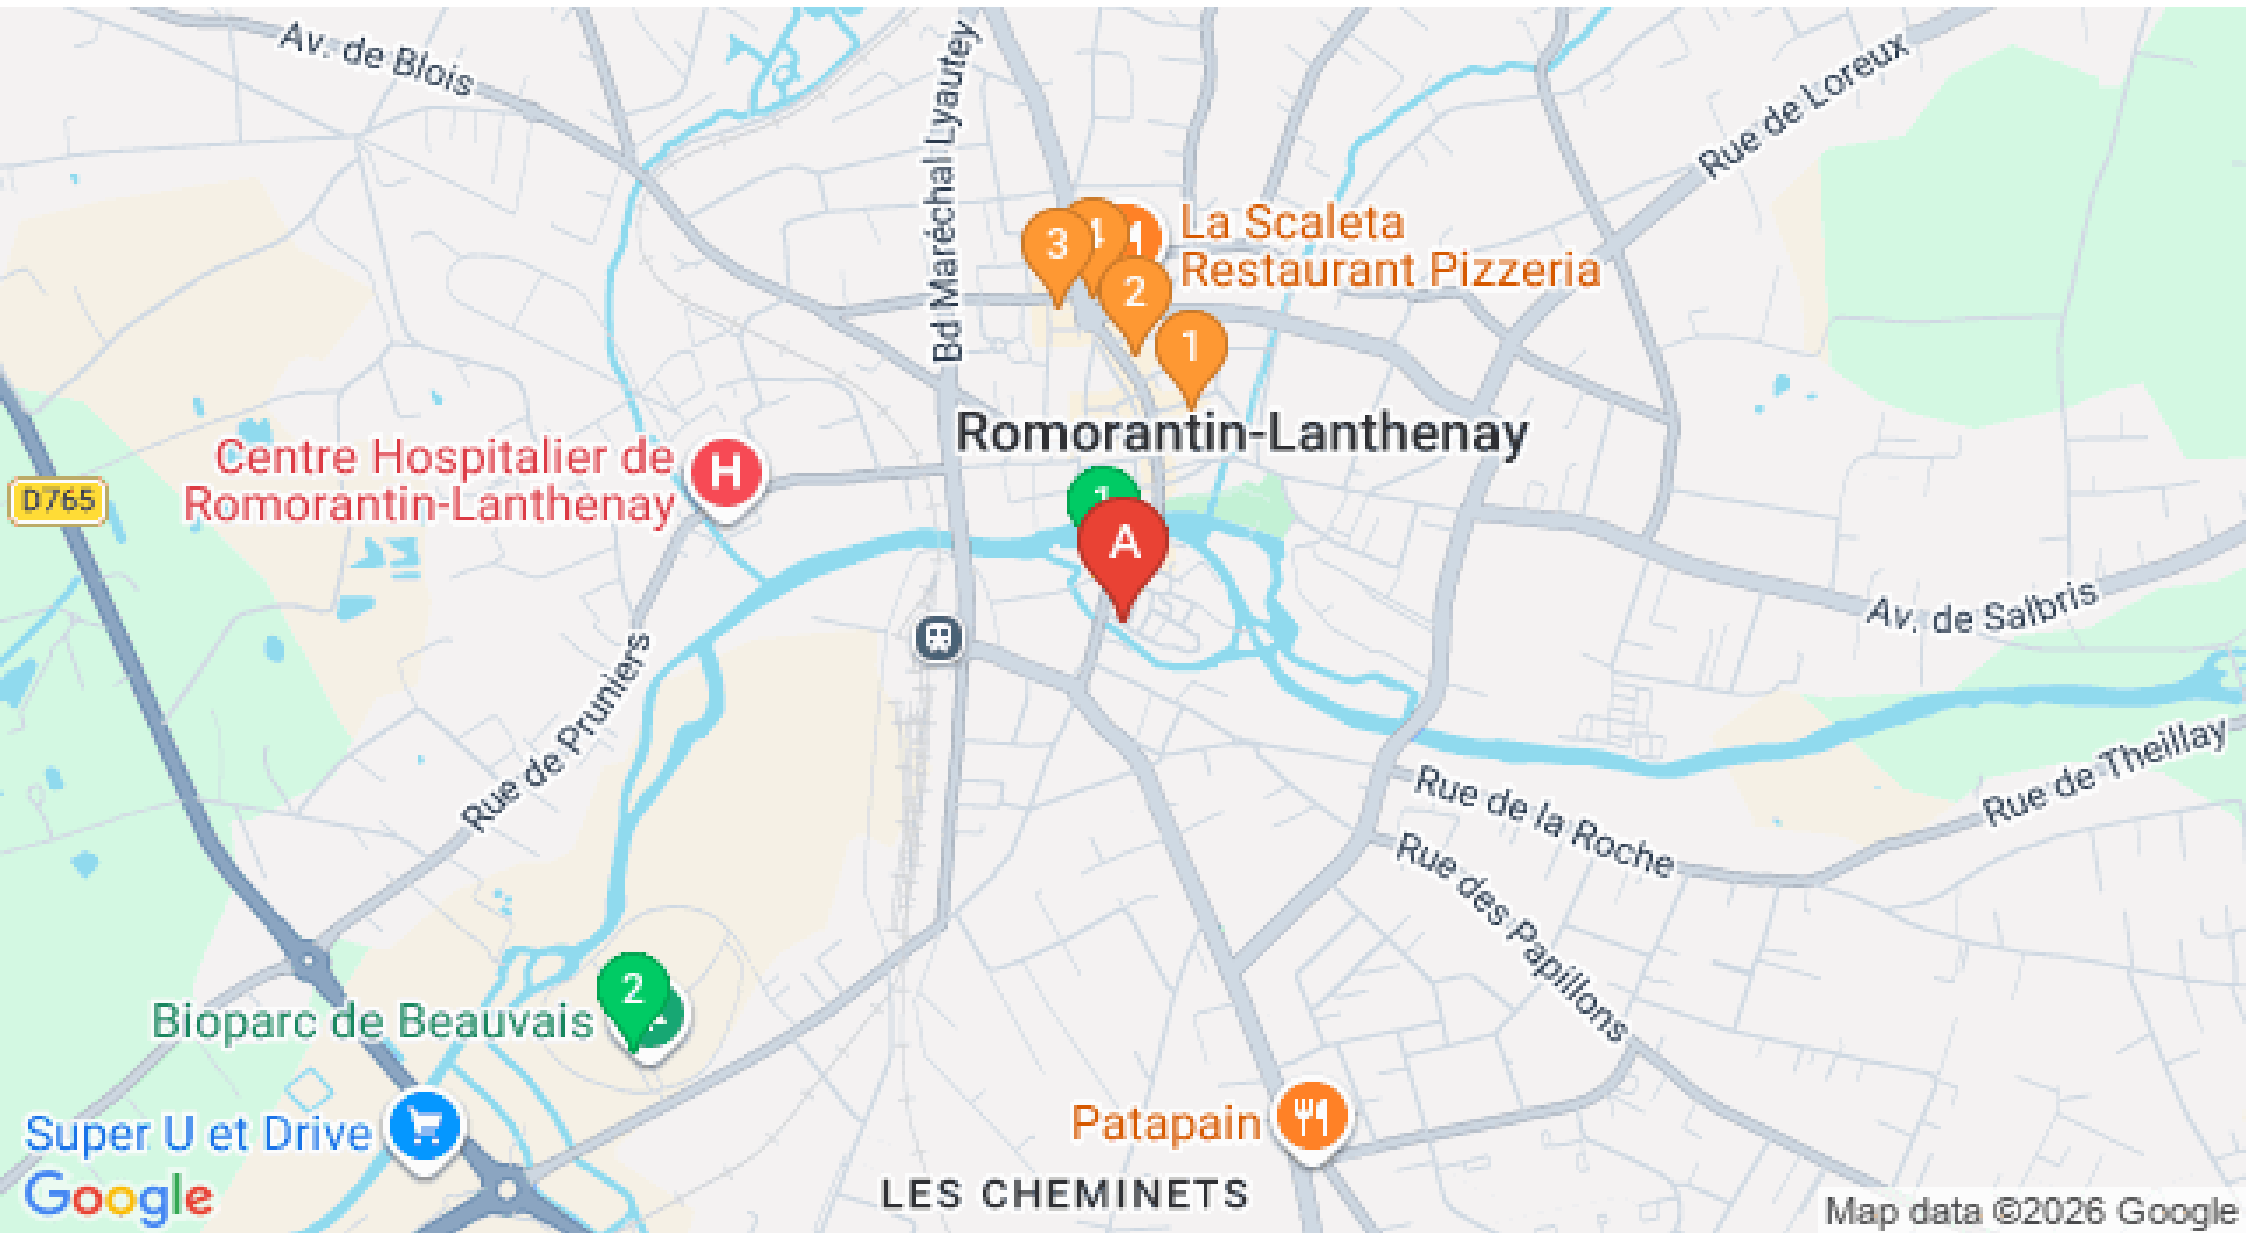 Av. de Blois
Bd Maréchal Lyautey
Rue de Loreux
3
4
La Scaleta
Restaurant Pizzeria
2
1
Romorantin-Lanthenay
Centre Hospitalier de
Romorantin-Lanthenay
H
D765
1
A
Av. de Salbris
Rue de Pruniers
Rue de la Roche
Rue de Theillay
Rue des Papillons
2
Bioparc de Beauvais
Super U et Drive
Patapain
LES CHEMINETS
Google
Map data ©2026 Google